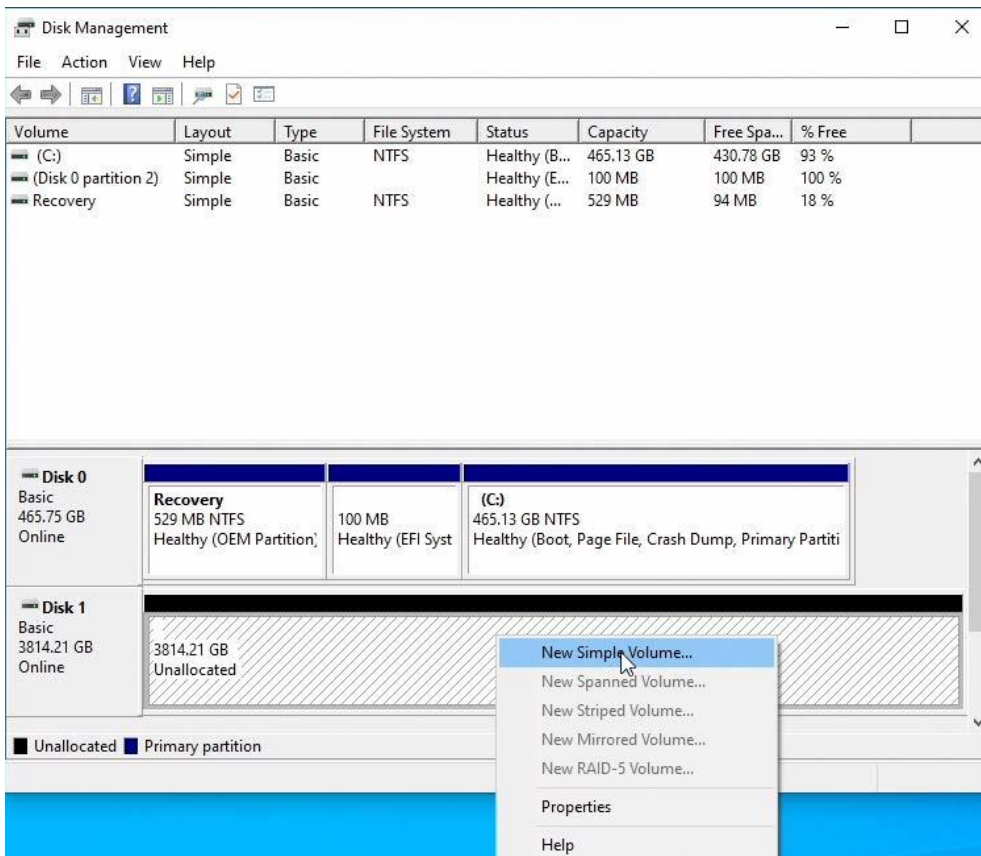 Disk Management
File Action View Help
Volume Layout Type File System Status Capacity Free Spa... % Free
(C:) Simple Basic NTFS Healthy (B... 465.13 GB 430.78 GB 93 %
(Disk 0 partition 2) Simple Basic Healthy (E... 100 MB 100 MB 100 %
Recovery Simple Basic NTFS Healthy (... 529 MB 94 MB 18 %
Disk 0
Basic
465.75 GB
Online
Recovery
529 MB NTFS
Healthy (OEM Partition)
100 MB
Healthy (EFI Syst
(C:)
465.13 GB NTFS
Healthy (Boot, Page File, Crash Dump, Primary Partiti
Disk 1
Basic
3814.21 GB
Online
3814.21 GB
Unallocated
New Simple Volume...
New Spanned Volume...
New Striped Volume...
New Mirrored Volume...
New RAID-5 Volume...
Properties
Help
Unallocated Primary partition